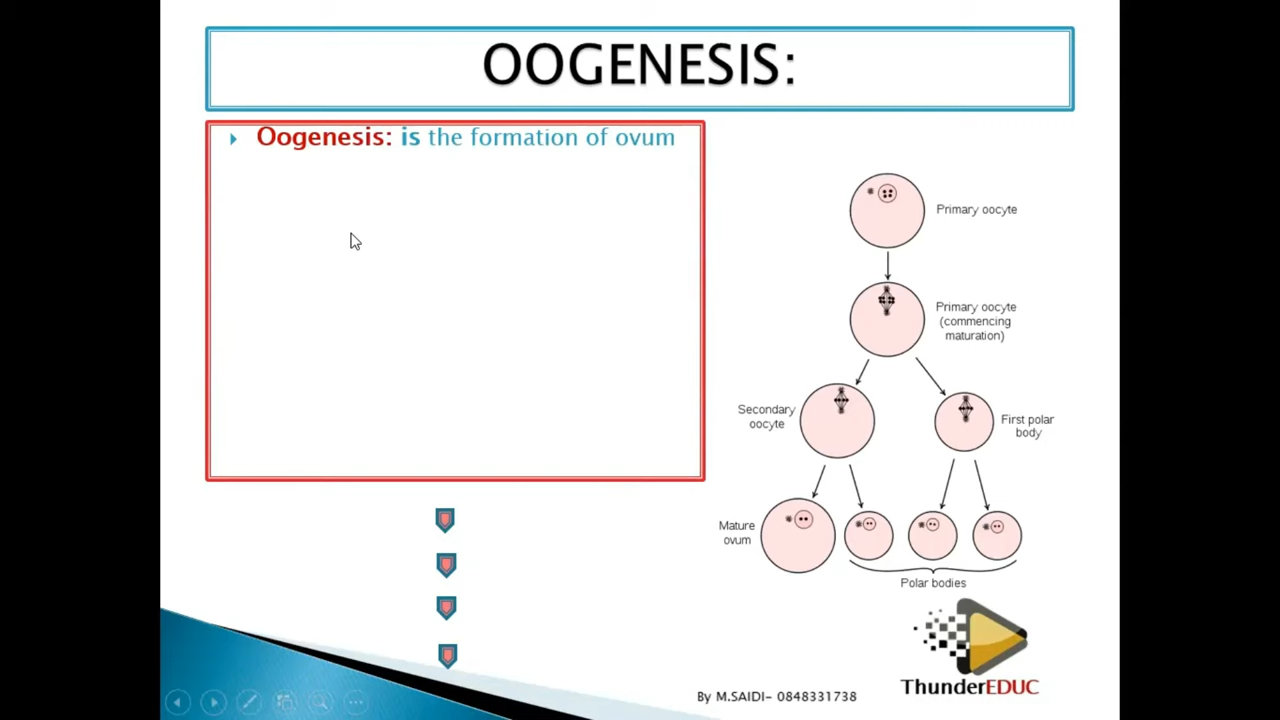 OOGENESIS:
Oogenesis: is the formation of ovum
Primary oocyte
Primary oocyte
(commencing
maturation)
Secondary
oocyte
First polar
body
Mature
ovum
Polar bodies
ThunderEDUC
By M.SAIDI- 0848331738